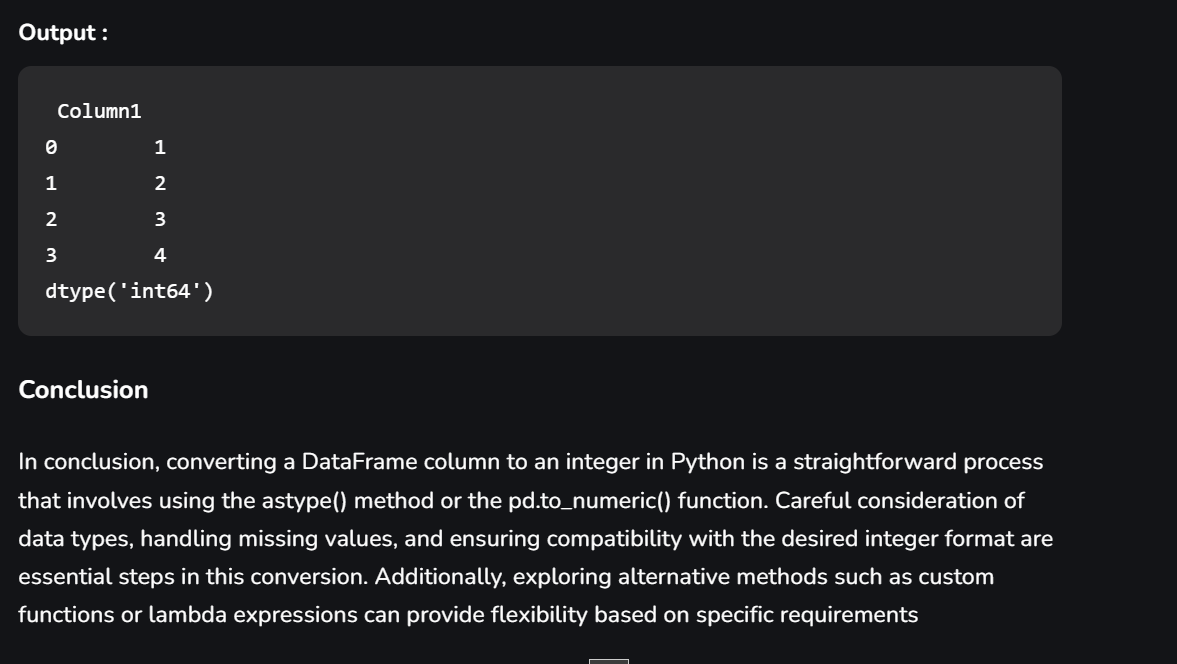 Output :
Column1
0 1
1 2
2 3
3 4
dtype('int64')
Conclusion
In conclusion, converting a DataFrame column to an integer in Python is a straightforward process
that involves using the astype() method or the pd.to_numeric() function. Careful consideration of
data types, handling missing values, and ensuring compatibility with the desired integer format are
essential steps in this conversion. Additionally, exploring alternative methods such as custom
functions or lambda expressions can provide flexibility based on specific requirements